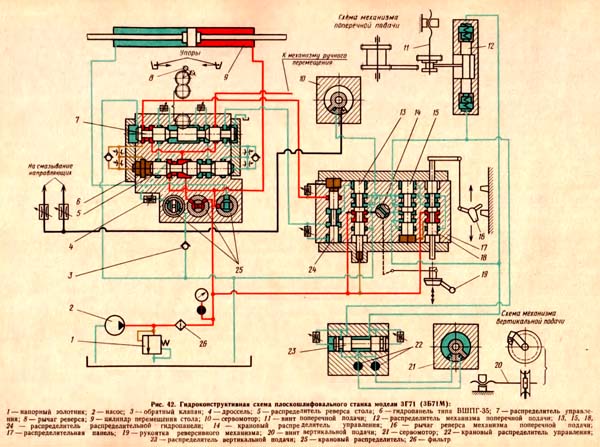 Схема механизма
поперечной подачи
Упоры
К механизму ручного
перемещения
8
9
11
12
10
13
14
15
7
На смазывание
направляющих
6
5
4
25
16
17
18
24
19
3
2
1
26
Схема механизма
вертикальной подачи
23
22
21
20
Рис. 42. Гидроконструктивная схема плоскошлифовального станка модели 3Г71 (3Б71М):
1 — напорный золотник; 2 — насос; 3 — обратный клапан; 4 — дроссель; 5 — распределитель реверса стола; 6 — гидропанель типа ВШПГ-35; 7 — распределитель управле-
ния; 8 — рычаг реверса; 9 — цилиндр перемещения стола; 10 — сервомотор; 11 — винт поперечной подачи; 12 — распределитель механизма поперечной подачи; 13, 15, 18,
24 — распределитель распределительной гидропанели; 14 — крановый распределитель управления; 16 — рычаг реверса поперечной подачи;
17 — распределительная панель; 19 — рукоятка реверсивного механизма; 20 — винт вертикальной подачи; 21 — сервомотор; 22 — крановый распределитель управления;
23 — распределитель вертикальной подачи; 25 — крановый распределитель; 26 — фильтр